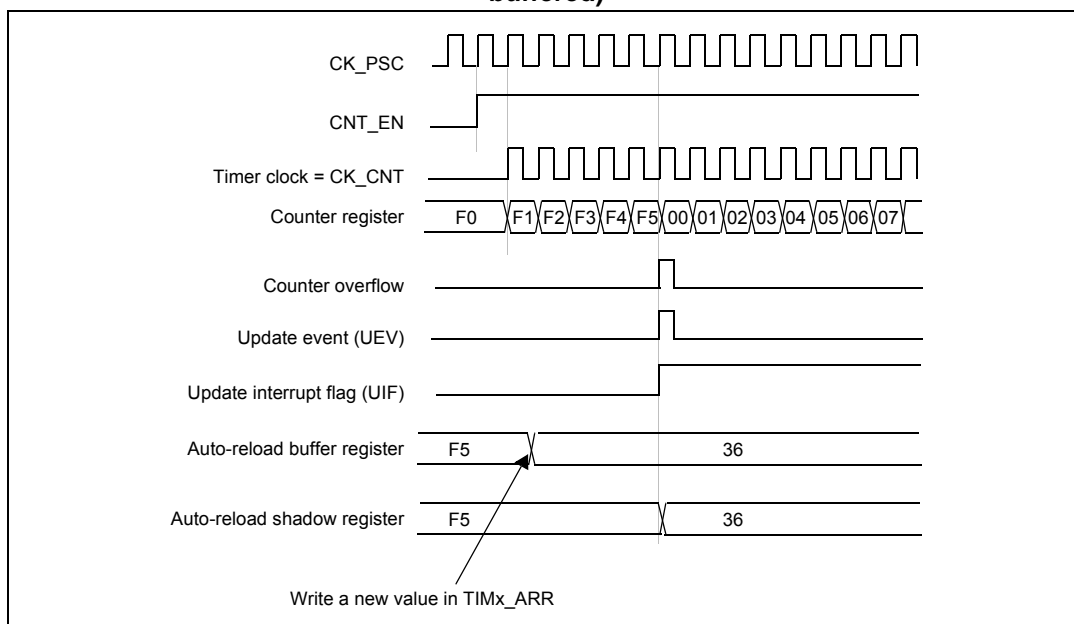 buffered)
CK_PSC
CNT_EN
Timer clock = CK_CNT
Counter register F0 F1 F2 F3 F4 F5 00 01 02 03 04 05 06 07
Counter overflow
Update event (UEV)
Update interrupt flag (UIF)
Auto-reload buffer register F5 36
Auto-reload shadow register F5 36
Write a new value in TIMx_ARR